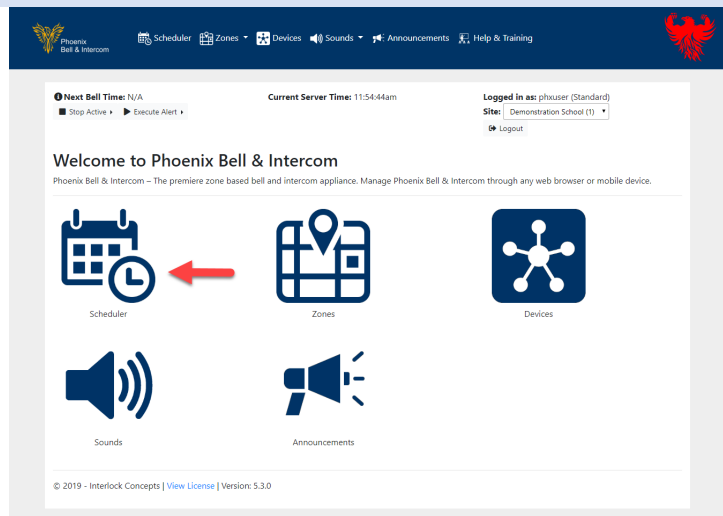 Phoenix
Bell & Intercom
Scheduler Zones Devices Sounds Announcements Help & Training
Next Bell Time: N/A Current Server Time: 11:54:44am Logged in as: phxuser (Standard)
Stop Active Execute Alert Site: Demonstration School (1)
Logout
Welcome to Phoenix Bell & Intercom
Phoenix Bell & Intercom – The premiere zone based bell and intercom appliance. Manage Phoenix Bell & Intercom through any web browser or mobile device.
Scheduler Zones Devices
Sounds Announcements
© 2019 - Interlock Concepts | View License | Version: 5.3.0